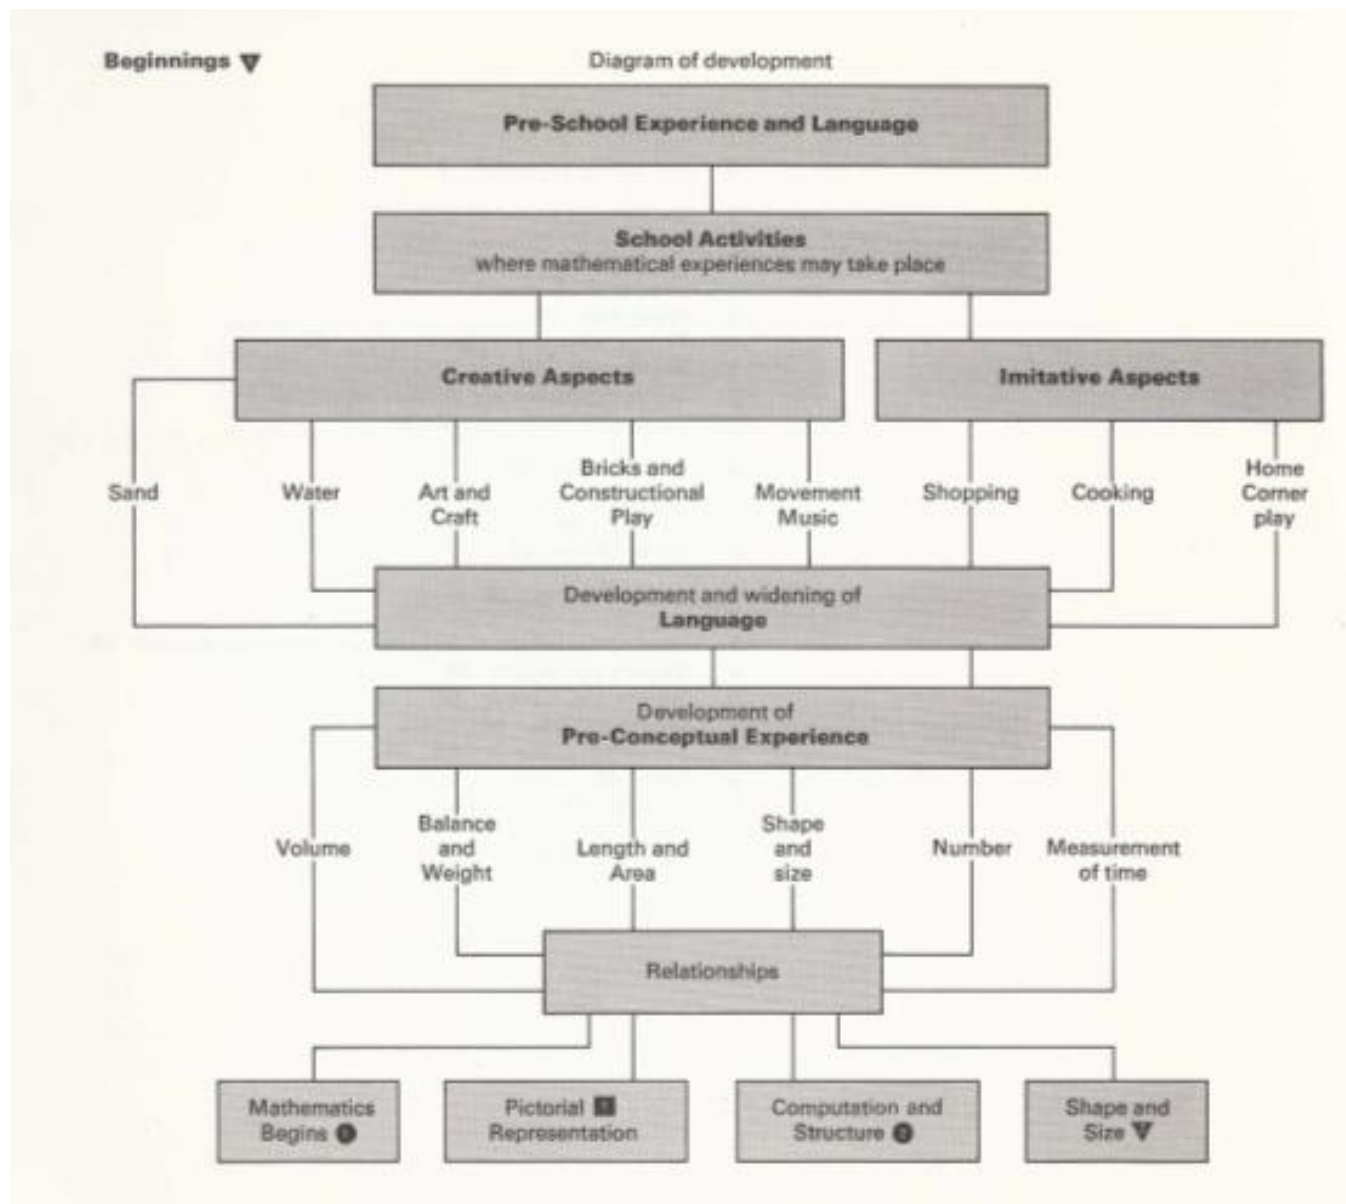 Beginnings
Diagram of development
Pre-School Experience and Language
School Activities
where mathematical experiences may take place
Creative Aspects
Imitative Aspects
Sand
Water
Art and
Craft
Bricks and
Constructional
Play
Movement
Music
Shopping
Cooking
Home
Corner
play
Development and widening of
Language
Development of
Pre-Conceptual Experience
Volume
Balance
and
Weight
Length and
Area
Shape
and
size
Number
Measurement
of time
Relationships
Mathematics
Begins
Pictorial
Representation
Computation and
Structure
Shape and
Size